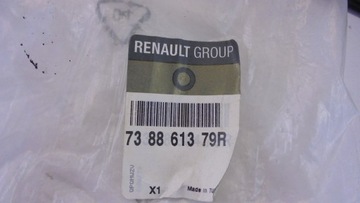 RENAULT GROUP
73 88 613 79R
X1 Made in